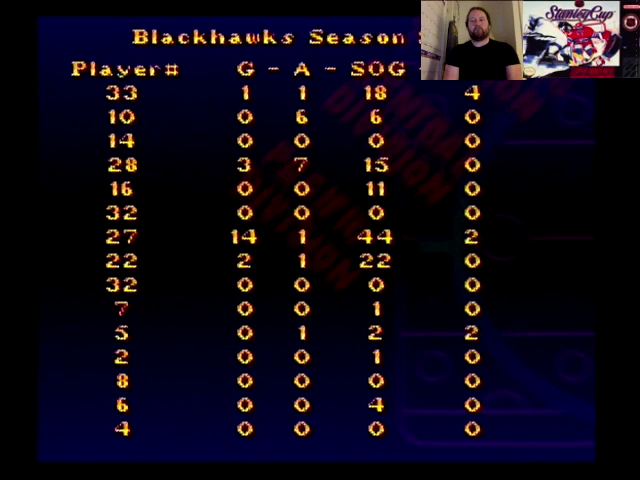 Blackhawks Season
Player# G - A - SOG
33 1 1 18 4
10 0 6 6 0
14 0 0 0 0
28 3 7 15 0
16 0 0 11 0
32 0 0 0 0
27 14 1 44 2
22 2 1 22 0
32 0 0 0 0
7 0 0 1 0
5 0 1 2 2
2 0 0 1 0
8 0 0 0 0
6 0 0 4 0
4 0 0 0 0
Stanley Cup